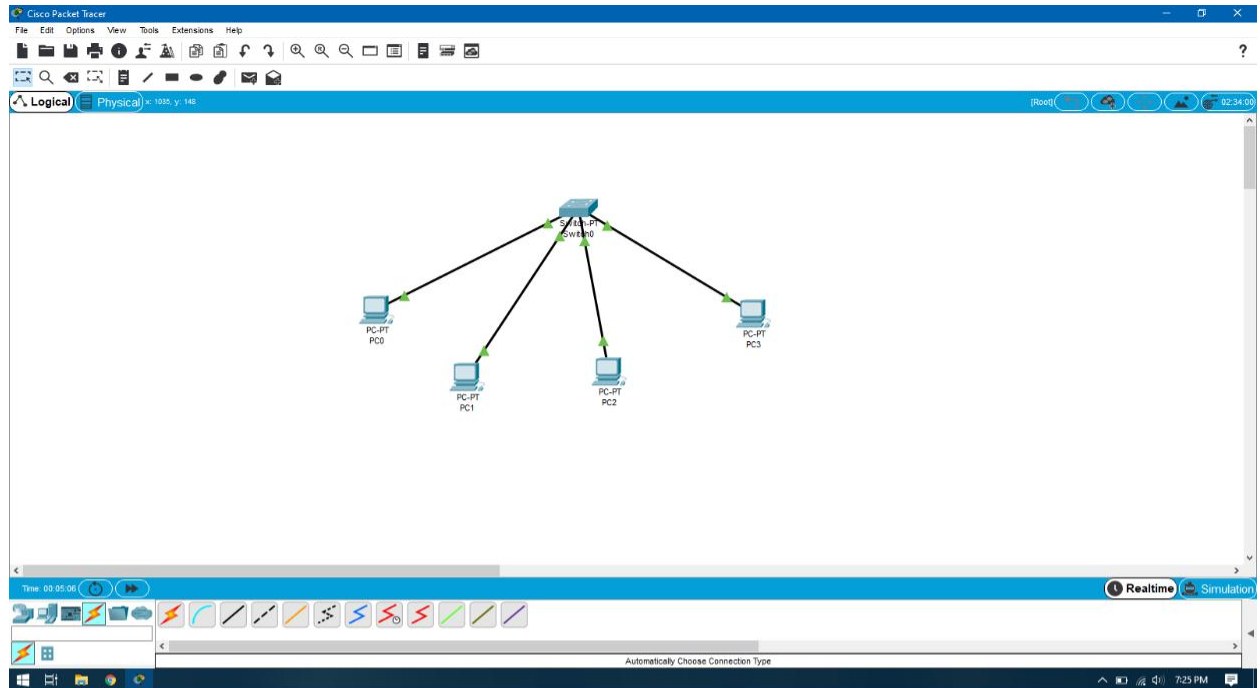 Cisco Packet Tracer
File Edit Options View Tools Extensions Help
?
Logical Physical x: 1035, y: 148 [Root] 02:34:00
Switch-PT
Switch0
PC-PT
PC0
PC-PT
PC3
PC-PT
PC1
PC-PT
PC2
Time: 00:05:06 Realtime Simulation
Automatically Choose Connection Type
7:25 PM